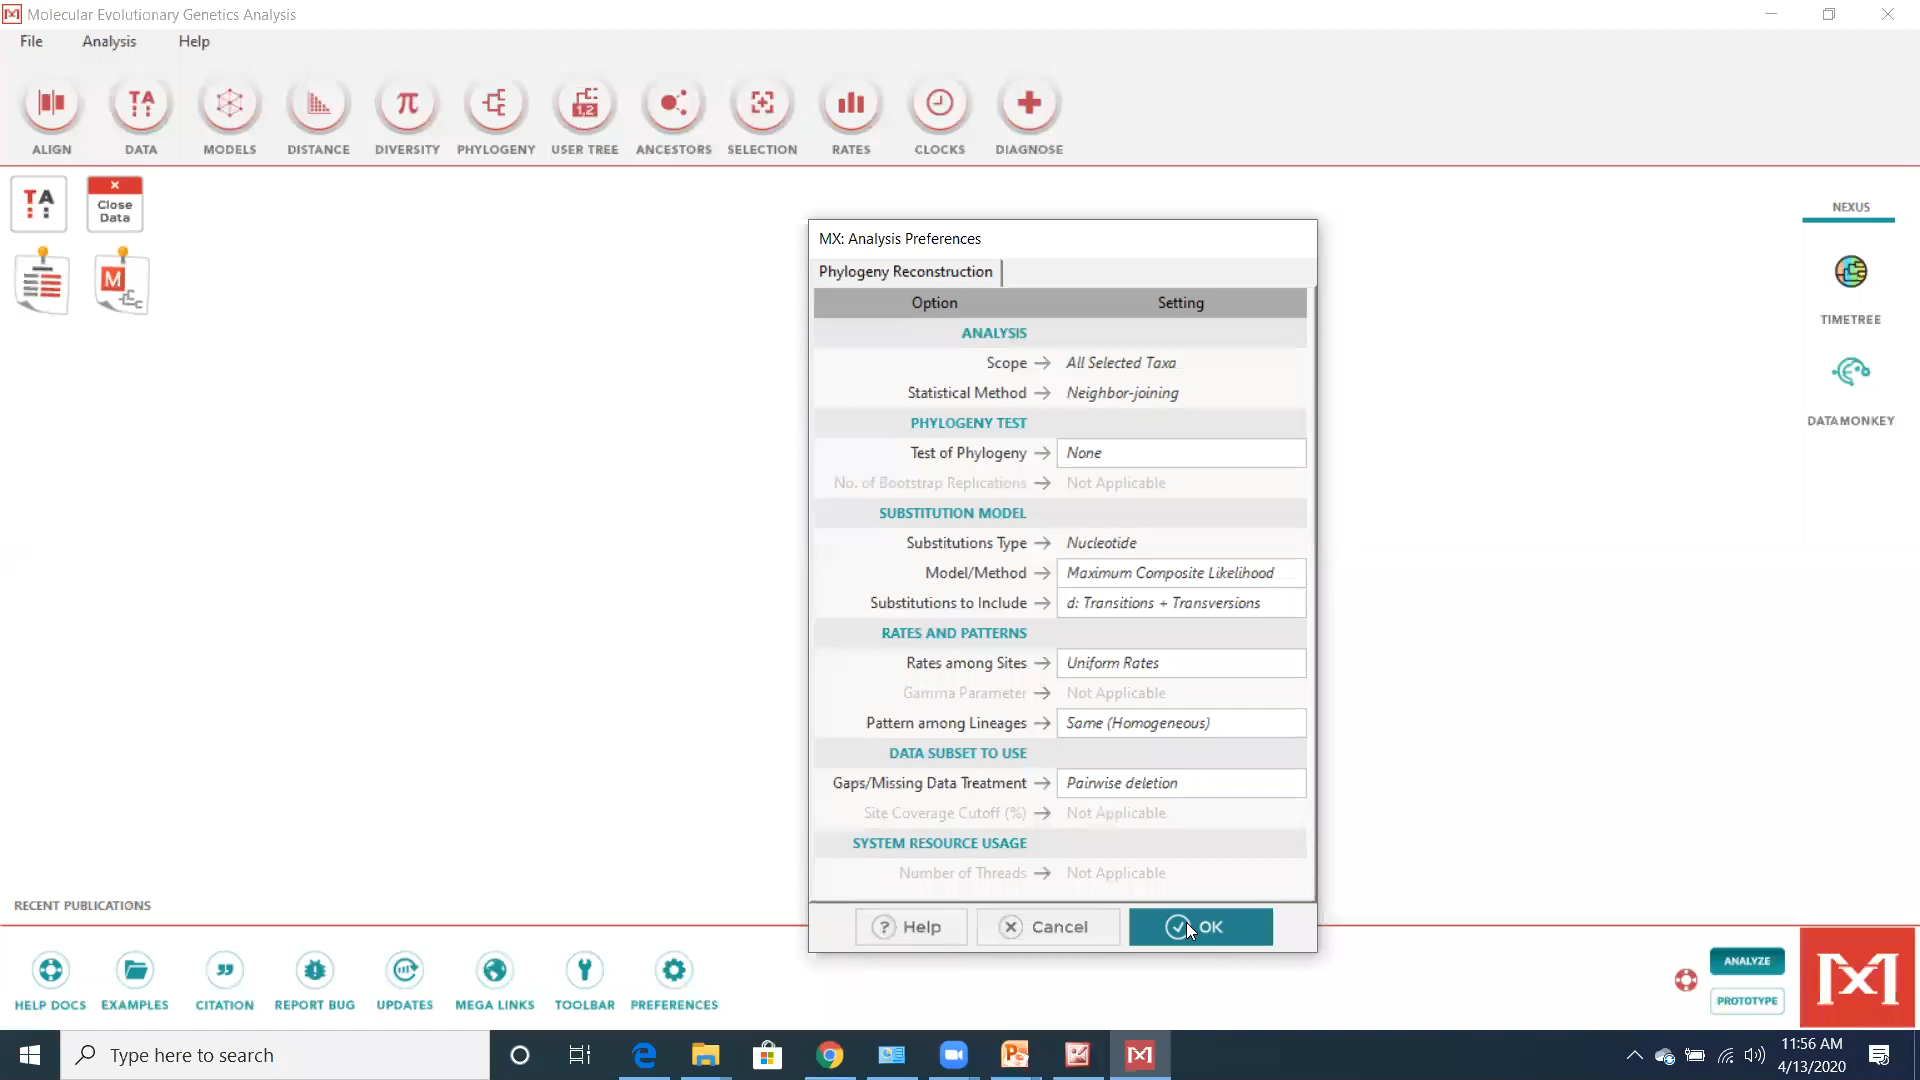 Molecular Evolutionary Genetics Analysis
File Analysis Help
TA
π
1,2
ALIGN DATA MODELS DISTANCE DIVERSITY PHYLOGENY USER TREE ANCESTORS SELECTION RATES CLOCKS DIAGNOSE
TA
Close
Data
M
NEXUS
TIMETREE
DATAMONKEY
MX: Analysis Preferences
Phylogeny Reconstruction
Option Setting
ANALYSIS
Scope → All Selected Taxa
Statistical Method → Neighbor-joining
PHYLOGENY TEST
Test of Phylogeny → None
No. of Bootstrap Replications → Not Applicable
SUBSTITUTION MODEL
Substitutions Type → Nucleotide
Model/Method → Maximum Composite Likelihood
Substitutions to Include → d: Transitions + Transversions
RATES AND PATTERNS
Rates among Sites → Uniform Rates
Gamma Parameter → Not Applicable
Pattern among Lineages → Same (Homogeneous)
DATA SUBSET TO USE
Gaps/Missing Data Treatment → Pairwise deletion
Site Coverage Cutoff (%) → Not Applicable
SYSTEM RESOURCE USAGE
Number of Threads → Not Applicable
? Help Cancel OK
RECENT PUBLICATIONS
HELP DOCS EXAMPLES CITATION REPORT BUG UPDATES MEGA LINKS TOOLBAR PREFERENCES
ANALYZE
PROTOTYPE
MX
Type here to search
11:56 AM
4/13/2020